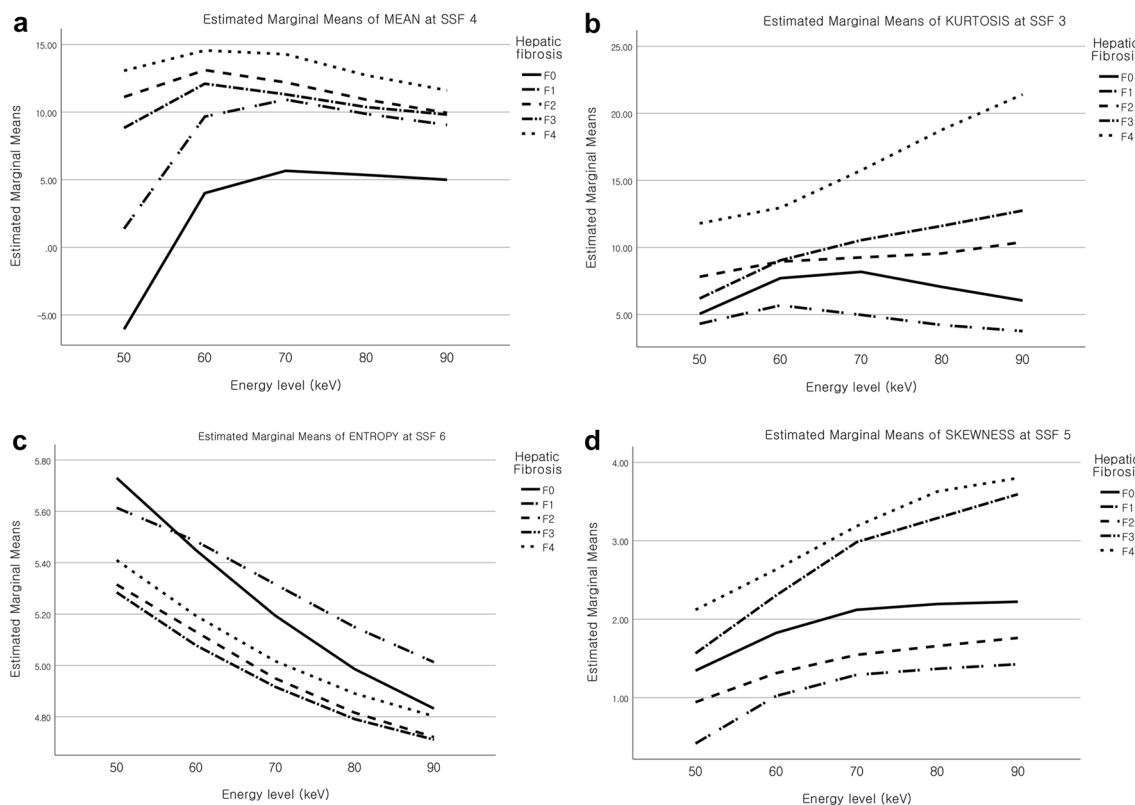 a
Estimated Marginal Means of MEAN at SSF 4
Hepatic
fibrosis
F0
F1
F2
F3
F4
15.00
10.00
5.00
.00
−5.00
Estimated Marginal Means
50 60 70 80 90
Energy level (keV)
b
Estimated Marginal Means of KURTOSIS at SSF 3
Hepatic
Fibrosis
F0
F1
F2
F3
F4
25.00
20.00
15.00
10.00
5.00
Estimated Marginal Means
50 60 70 80 90
Energy level (keV)
c
Estimated Marginal Means of ENTROPY at SSF 6
Hepatic
Fibrosis
F0
F1
F2
F3
F4
5.80
5.60
5.40
5.20
5.00
4.80
Estimated Marginal Means
50 60 70 80 90
Energy level (keV)
d
Estimated Marginal Means of SKEWNESS at SSF 5
Hepatic
Fibrosis
F0
F1
F2
F3
F4
4.00
3.00
2.00
1.00
Estimated Marginal Means
50 60 70 80 90
Energy level (keV)